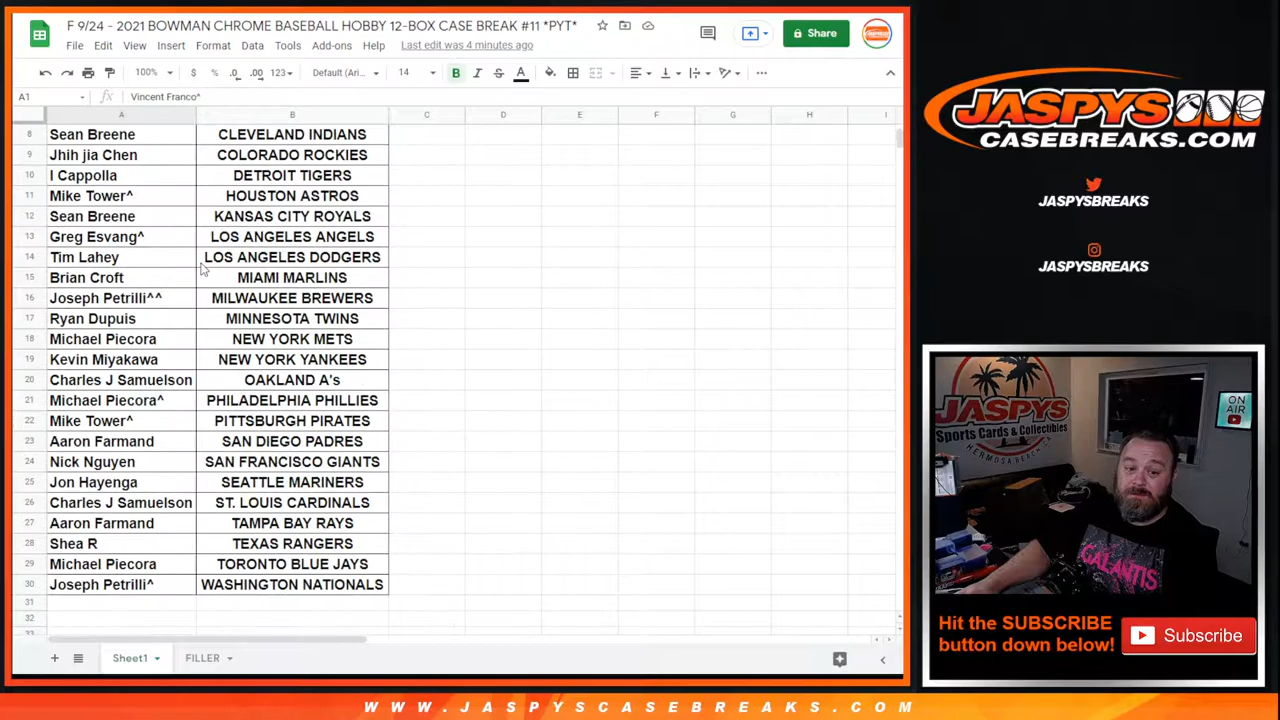 F 9/24 - 2021 BOWMAN CHROME BASEBALL HOBBY 12-BOX CASE BREAK #11 *PYT*
File Edit View Insert Format Data Tools Add-ons Help Last edit was 4 minutes ago
Share
100% $ % .0 .00 123 Default (Ari... 14 B I S A
A1 fx Vincent Franco^
A B C D E F G H I
8 Sean Breene CLEVELAND INDIANS
9 Jhih jia Chen COLORADO ROCKIES
10 I Cappolla DETROIT TIGERS
11 Mike Tower^ HOUSTON ASTROS
12 Sean Breene KANSAS CITY ROYALS
13 Greg Esvang^ LOS ANGELES ANGELS
14 Tim Lahey LOS ANGELES DODGERS
15 Brian Croft MIAMI MARLINS
16 Joseph Petrilli^^ MILWAUKEE BREWERS
17 Ryan Dupuis MINNESOTA TWINS
18 Michael Piecora NEW YORK METS
19 Kevin Miyakawa NEW YORK YANKEES
20 Charles J Samuelson OAKLAND A's
21 Michael Piecora^ PHILADELPHIA PHILLIES
22 Mike Tower^ PITTSBURGH PIRATES
23 Aaron Farmand SAN DIEGO PADRES
24 Nick Nguyen SAN FRANCISCO GIANTS
25 Jon Hayenga SEATTLE MARINERS
26 Charles J Samuelson ST. LOUIS CARDINALS
27 Aaron Farmand TAMPA BAY RAYS
28 Shea R TEXAS RANGERS
29 Michael Piecora TORONTO BLUE JAYS
30 Joseph Petrilli^ WASHINGTON NATIONALS
31
32
33
Sheet1 FILLER
JASPYS
CASEBREAKS.COM
JASPYSBREAKS
JASPYSBREAKS
JASPYS
Sports Cards & Collectibles
HERMOSA BEACH
ON
AIR
GALANTIS
Hit the SUBSCRIBE
button down below!
Subscribe
WWW.JASPYSCASEBREAKS.COM